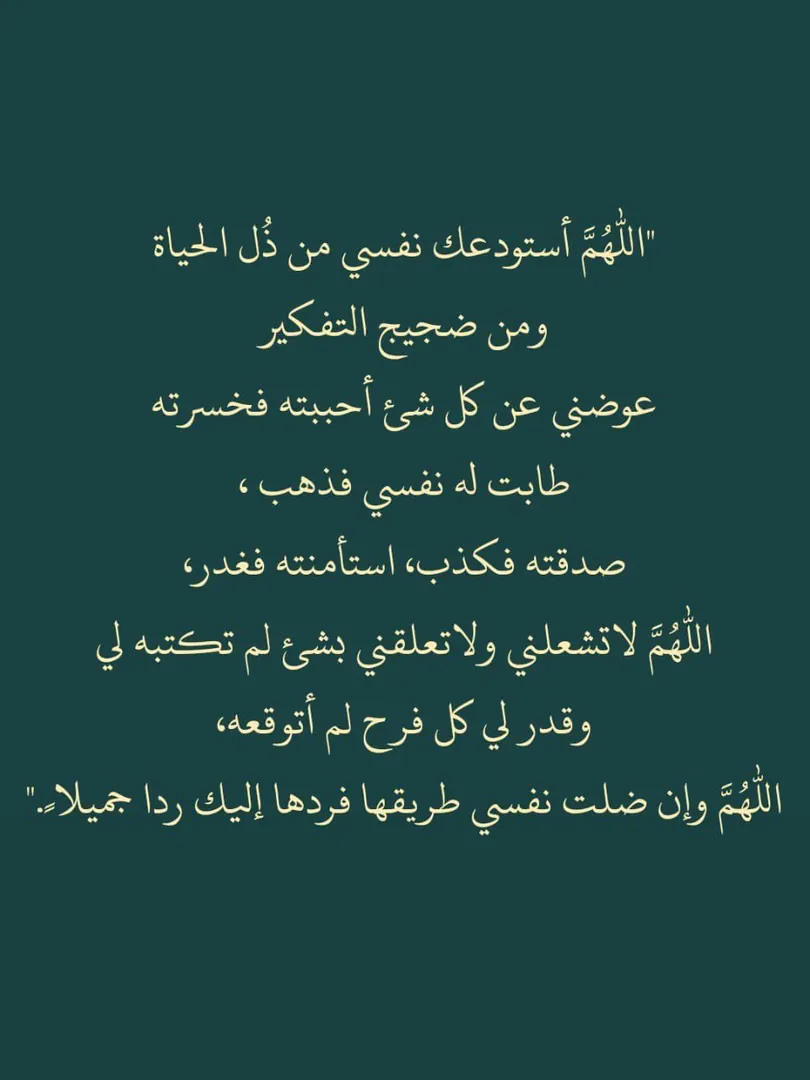 "اللّٰهُمَّ أستودعك نفسي من ذُل الحياة
ومن ضجيج التفكير
عوضني عن كل شئ أحببته فخسرته
طابت له نفسي فذهب ،
صدقته فكذب، استأمنته فغدر،
اللّٰهُمَّ لاتشعلني ولاتعلقني بشئ لم تكتبه لي
وقدر لي كل فرح لم أتوقعه،
اللّٰهُمَّ وإن ضلت نفسي طريقها فردها إليك ردا جميلاءٍ."